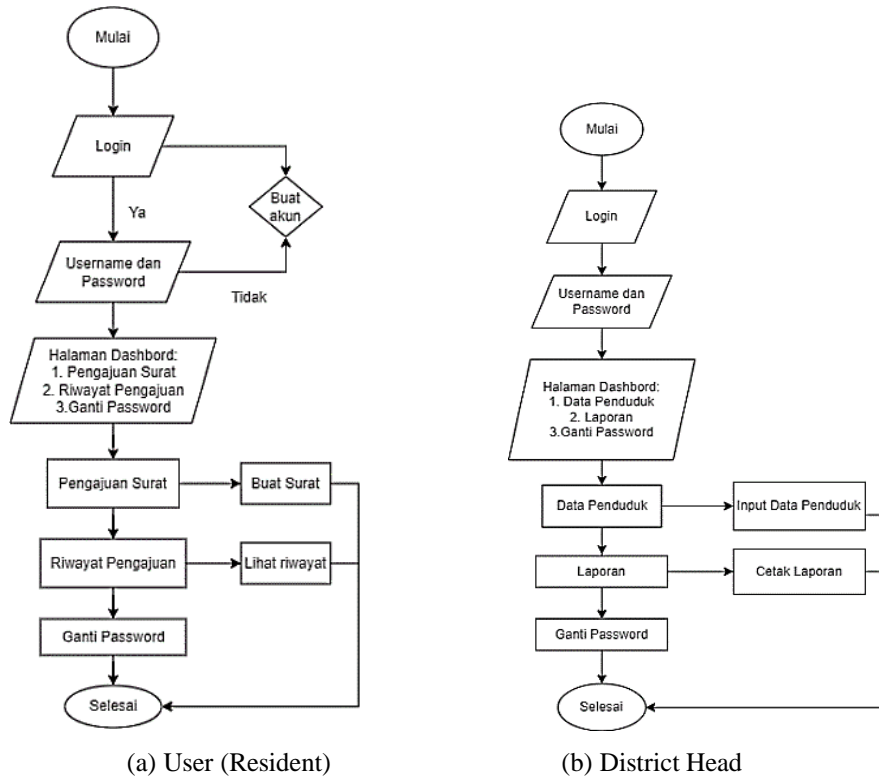 Mulai
Login
Buat
akun
Ya
Username dan
Password
Tidak
Halaman Dashbord:
1. Pengajuan Surat
2. Riwayat Pengajuan
3.Ganti Password
Pengajuan Surat
Buat Surat
Riwayat Pengajuan
Lihat riwayat
Ganti Password
Selesai
(a) User (Resident)
Mulai
Login
Username dan
Password
Halaman Dashbord:
1. Data Penduduk
2. Laporan
3.Ganti Password
Data Penduduk
Input Data Penduduk
Laporan
Cetak Laporan
Ganti Password
Selesai
(b) District Head